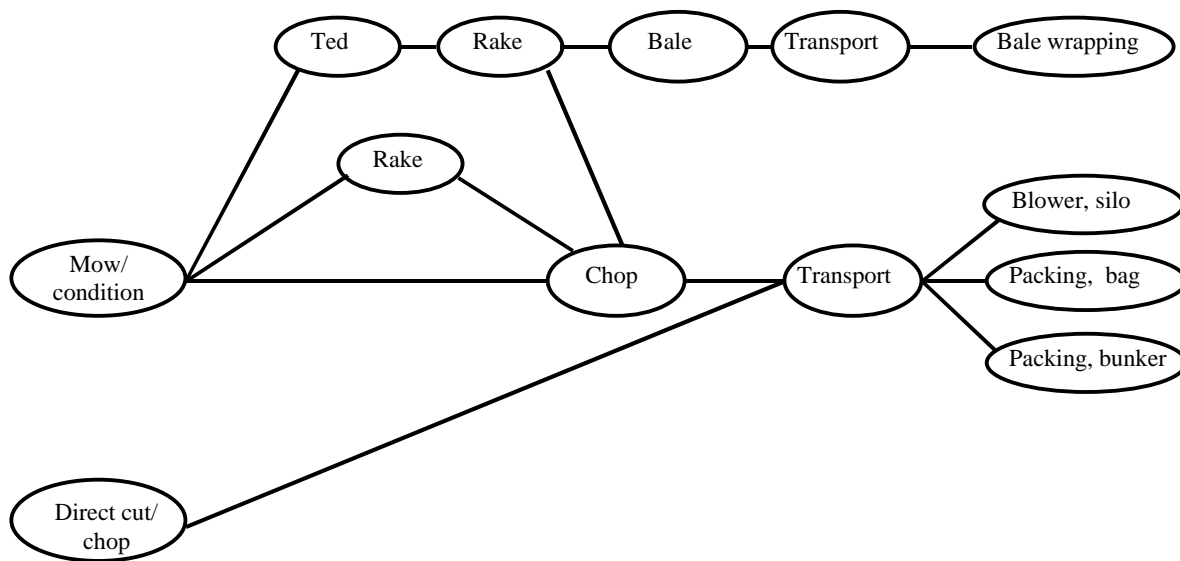 Ted
Rake
Bale
Transport
Bale wrapping
Rake
Blower, silo
Mow/
condition
Chop
Transport
Packing, bag
Packing, bunker
Direct cut/
chop